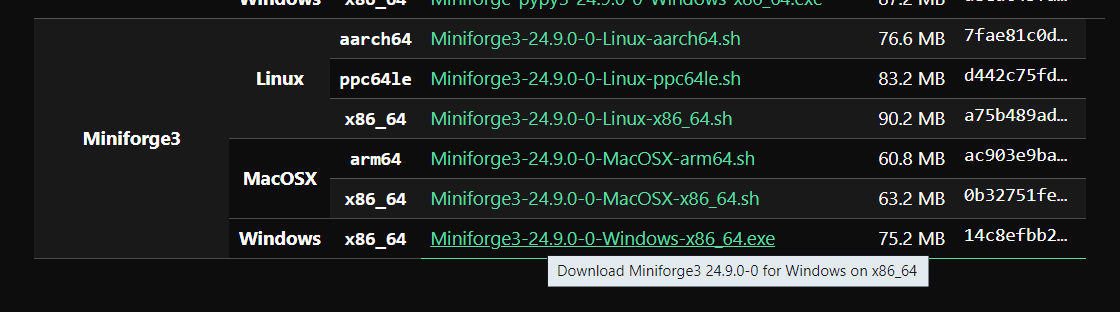 Windows x86_64 Miniforge-pypy3-24.9.0-0-Windows-x86_64.exe 87.2 MB
aarch64 Miniforge3-24.9.0-0-Linux-aarch64.sh 76.6 MB 7fae81c0d…
Linux ppc64le Miniforge3-24.9.0-0-Linux-ppc64le.sh 83.2 MB d442c75fd…
x86_64 Miniforge3-24.9.0-0-Linux-x86_64.sh 90.2 MB a75b489ad…
Miniforge3
arm64 Miniforge3-24.9.0-0-MacOSX-arm64.sh 60.8 MB ac903e9ba…
MacOSX
x86_64 Miniforge3-24.9.0-0-MacOSX-x86_64.sh 63.2 MB 0b32751fe…
Windows x86_64 Miniforge3-24.9.0-0-Windows-x86_64.exe 75.2 MB 14c8efbb2…
Download Miniforge3 24.9.0-0 for Windows on x86_64